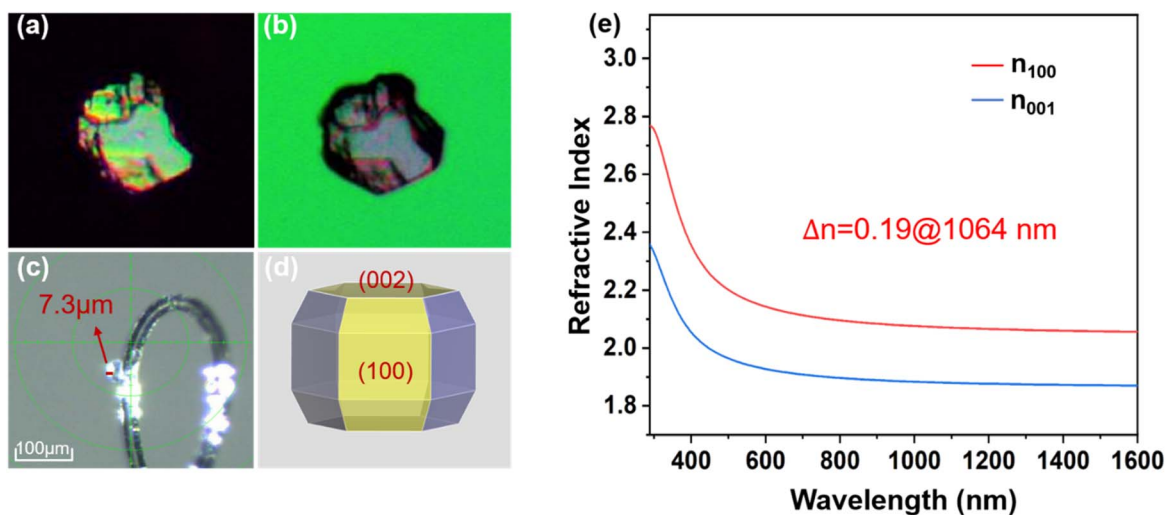 (a)
(b)
(c)
7.3μm
100μm
(d)
(002)
(100)
(e)
n100
n001
Δn=0.19@1064 nm
Refractive Index
3.0
2.8
2.6
2.4
2.2
2.0
1.8
400 600 800 1000 1200 1400 1600
Wavelength (nm)